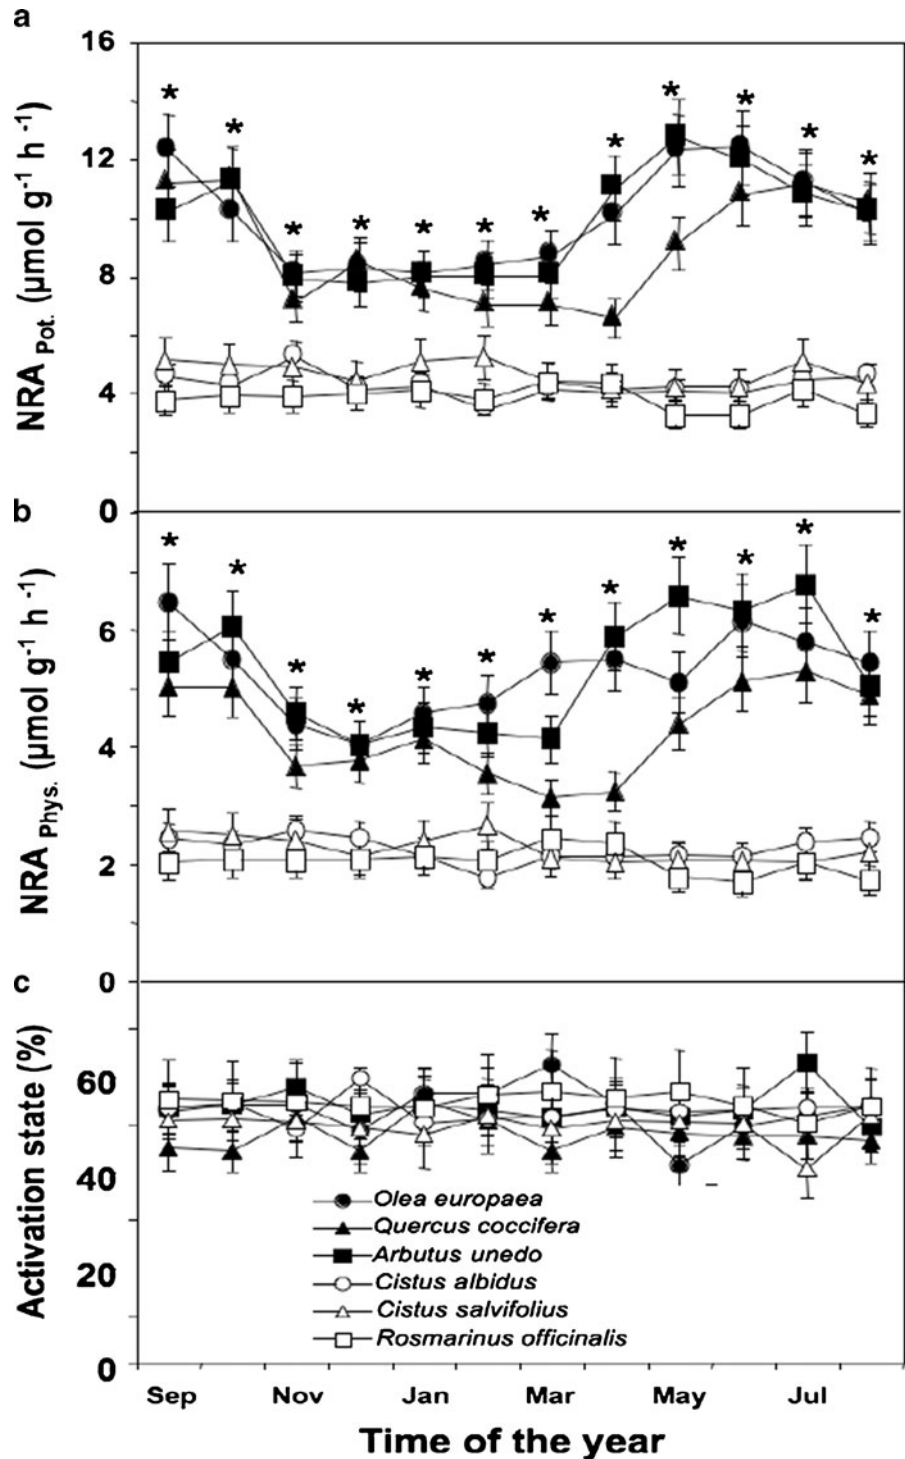 a
16
12
8
4
0
NRA Pot. (μmol g-1 h -1)
* * * * * * * * * * * *
b
6
4
2
0
NRA Phys. (μmol g-1 h -1)
* * * * * * * * * * * *
c
60
40
20
0
Activation state (%)
Olea europaea
Quercus coccifera
Arbutus unedo
Cistus albidus
Cistus salvifolius
Rosmarinus officinalis
Sep Nov Jan Mar May Jul
Time of the year